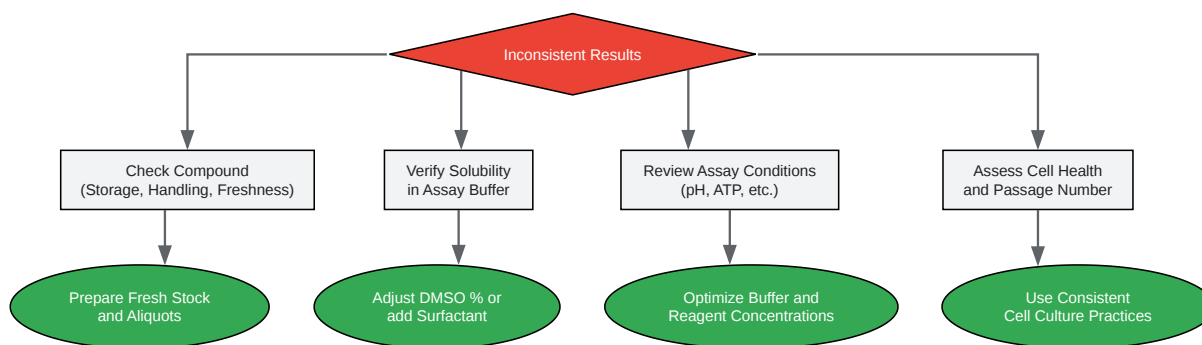 Inconsistent Results
Check Compound
(Storage, Handling, Freshness)
Verify Solubility
in Assay Buffer
Review Assay Conditions
(pH, ATP, etc.)
Assess Cell Health
and Passage Number
Prepare Fresh Stock
and Aliquots
Adjust DMSO % or
add Surfactant
Optimize Buffer and
Reagent Concentrations
Use Consistent
Cell Culture Practices